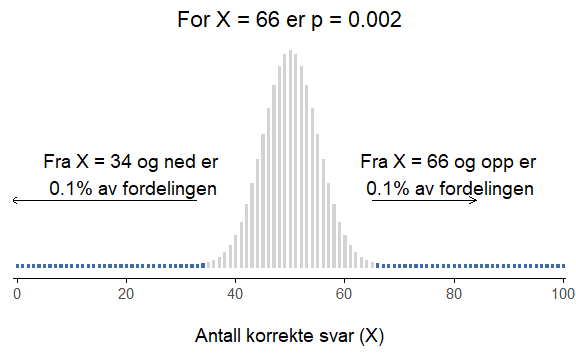 For X = 66 er p = 0.002
Fra X = 34 og ned er
0.1% av fordelingen
Fra X = 66 og opp er
0.1% av fordelingen
0 20 40 60 80 100
Antall korrekte svar (X)